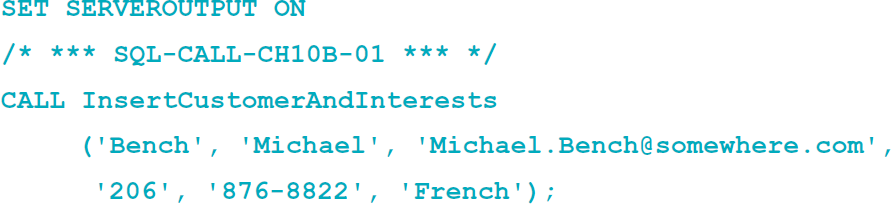 SET SERVEROUTPUT ON
/* *** SQL-CALL-CH10B-01 *** */
CALL InsertCustomerAndInterests
('Bench', 'Michael', 'Michael.Bench@somewhere.com',
'206', '876-8822', 'French');